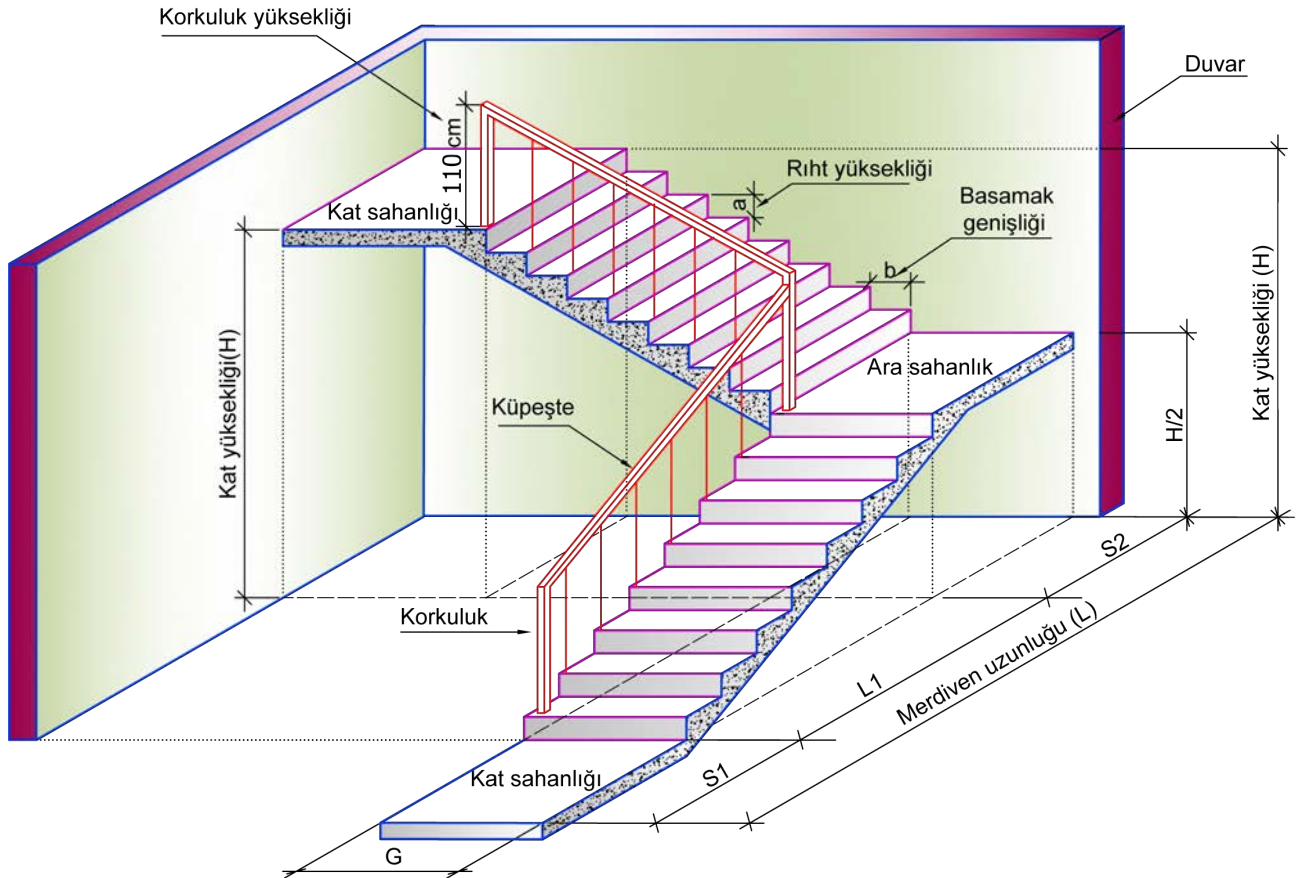 Korkuluk yüksekliği
Duvar
110 cm
Rıht yüksekliği
a
Basamak
genişliği
b
Kat sahanlığı
Kat yüksekliği(H)
Kat yüksekliği (H)
Ara sahanlık
H/2
Küpeşte
Korkuluk
S2
L1
Merdiven uzunluğu (L)
S1
Kat sahanlığı
G